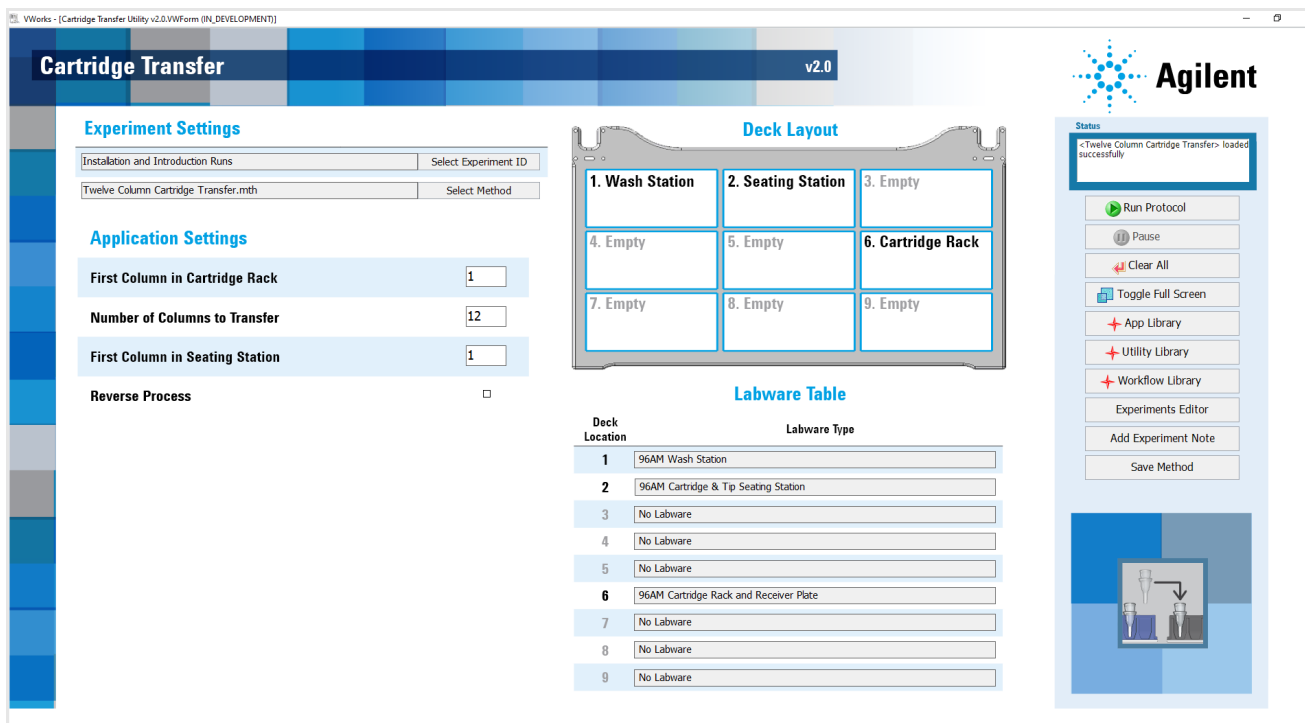 VWorks - [Cartridge Transfer Utility v2.0.VWForm (IN_DEVELOPMENT)]
Cartridge Transfer
v2.0
Agilent
Experiment Settings
Installation and Introduction Runs
Select Experiment ID
Twelve Column Cartridge Transfer.mth
Select Method
Application Settings
First Column in Cartridge Rack
1
Number of Columns to Transfer
12
First Column in Seating Station
1
Reverse Process
Deck Layout
1. Wash Station
2. Seating Station
3. Empty
4. Empty
5. Empty
6. Cartridge Rack
7. Empty
8. Empty
9. Empty
Labware Table
Deck
Location
Labware Type
1 96AM Wash Station
2 96AM Cartridge & Tip Seating Station
3 No Labware
4 No Labware
5 No Labware
6 96AM Cartridge Rack and Receiver Plate
7 No Labware
8 No Labware
9 No Labware
Status
<Twelve Column Cartridge Transfer> loaded
successfully
Run Protocol
Pause
Clear All
Toggle Full Screen
App Library
Utility Library
Workflow Library
Experiments Editor
Add Experiment Note
Save Method